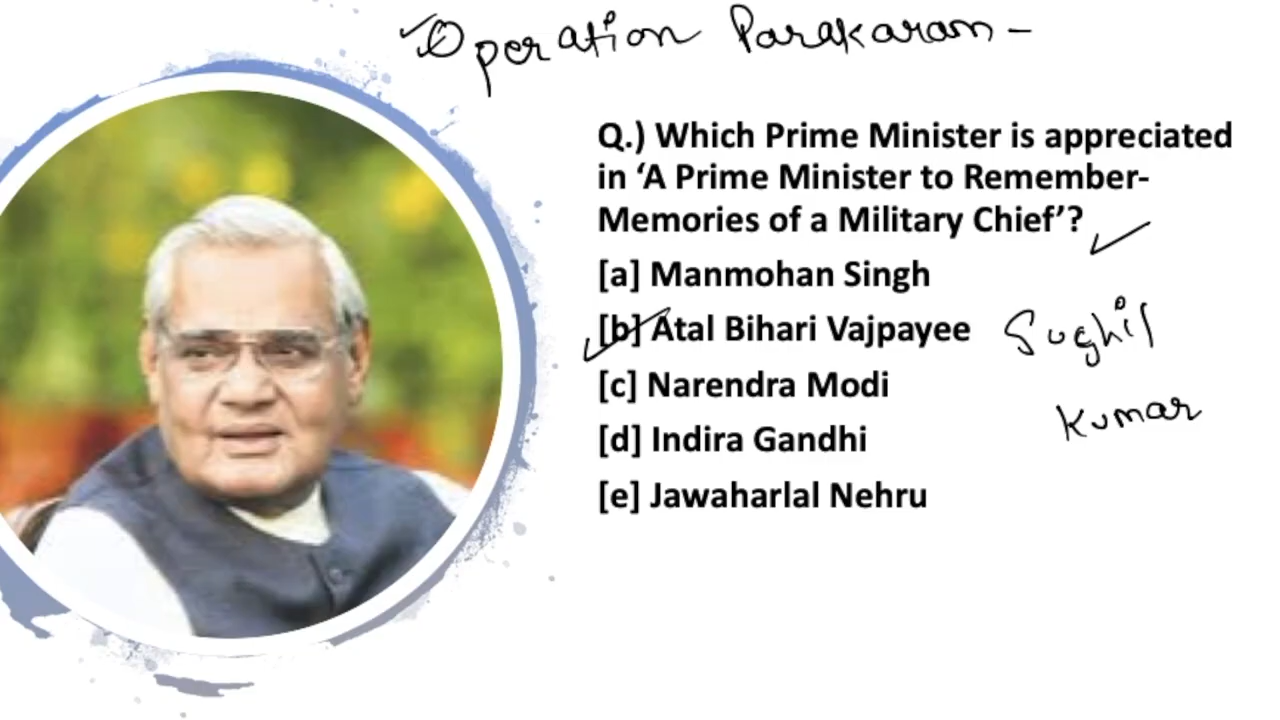 Operation Parakaram -
Q.) Which Prime Minister is appreciated
in ‘A Prime Minister to Remember-
Memories of a Military Chief’?
[a] Manmohan Singh
[b] Atal Bihari Vajpayee
[c] Narendra Modi
[d] Indira Gandhi
[e] Jawaharlal Nehru
Sughil
Kumar